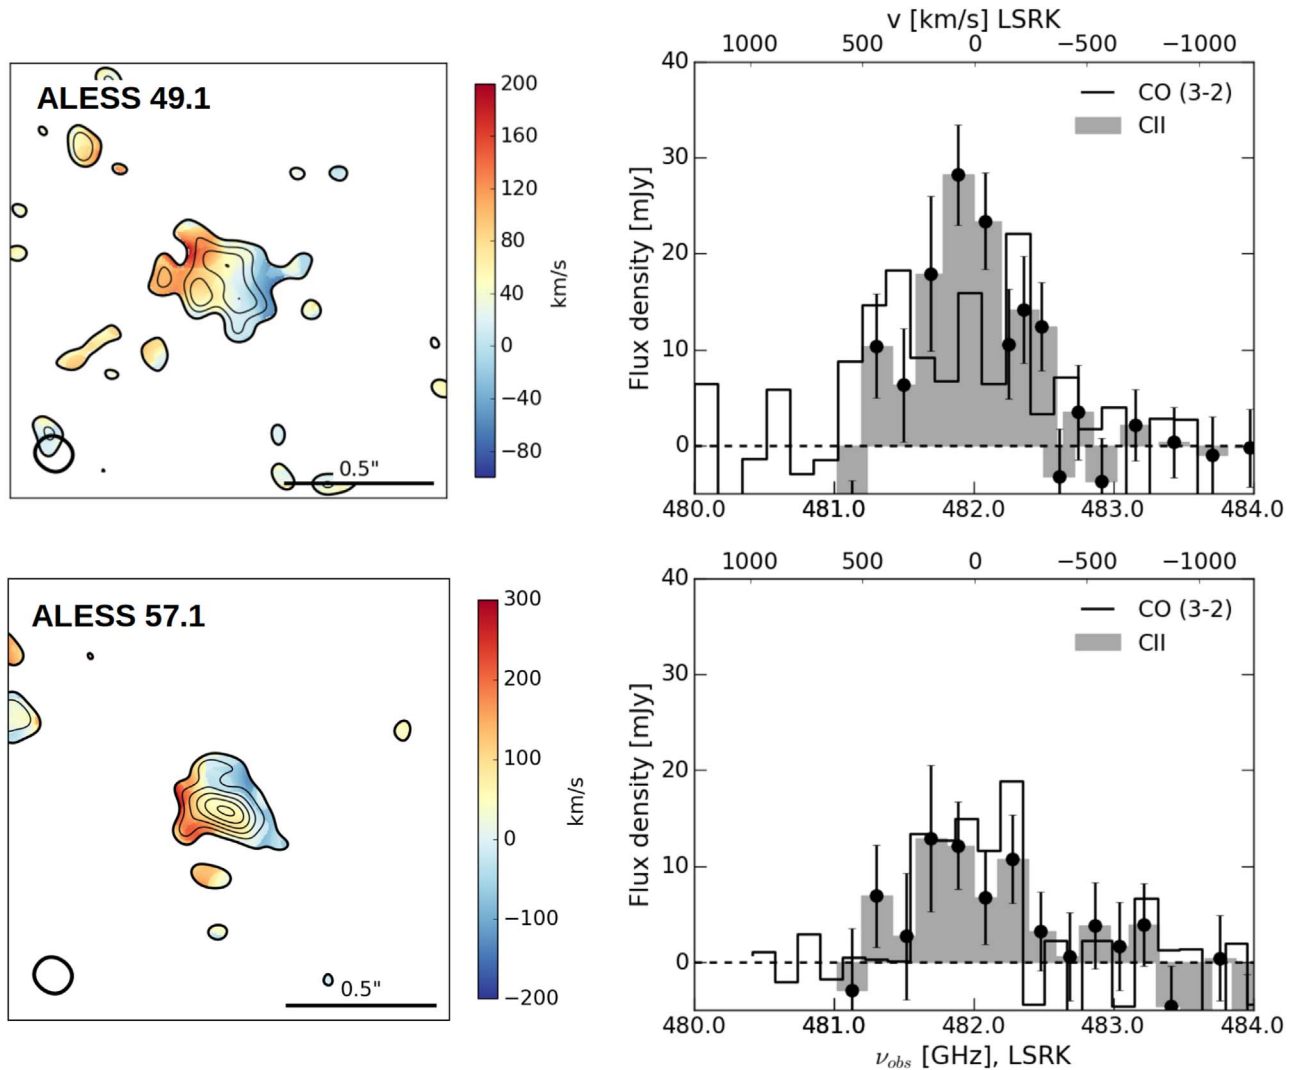 v [km/s] LSRK
1000 500 0 −500 −1000
ALESS 49.1
200
160
120
80
40
0
−40
−80
km/s
0.5"
40
30
20
10
0
Flux density [mJy]
CO (3-2)
CII
480.0 481.0 482.0 483.0 484.0
1000 500 0 −500 −1000
ALESS 57.1
300
200
100
0
−100
−200
km/s
0.5"
40
30
20
10
0
Flux density [mJy]
CO (3-2)
CII
480.0 481.0 482.0 483.0 484.0
ν_obs [GHz], LSRK